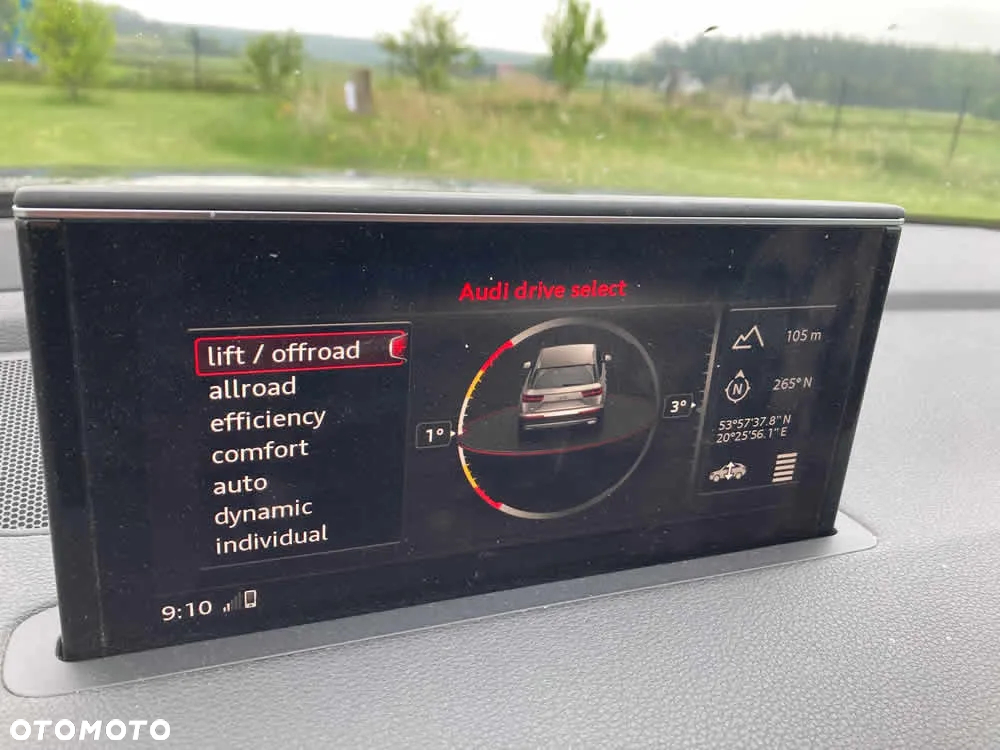 Audi drive select
lift / offroad
allroad
efficiency
comfort
auto
dynamic
individual
1°
3°
105 m
N
265° N
53°57'37.8" N
20°25'56.1" E
9:10
OTOMOTO